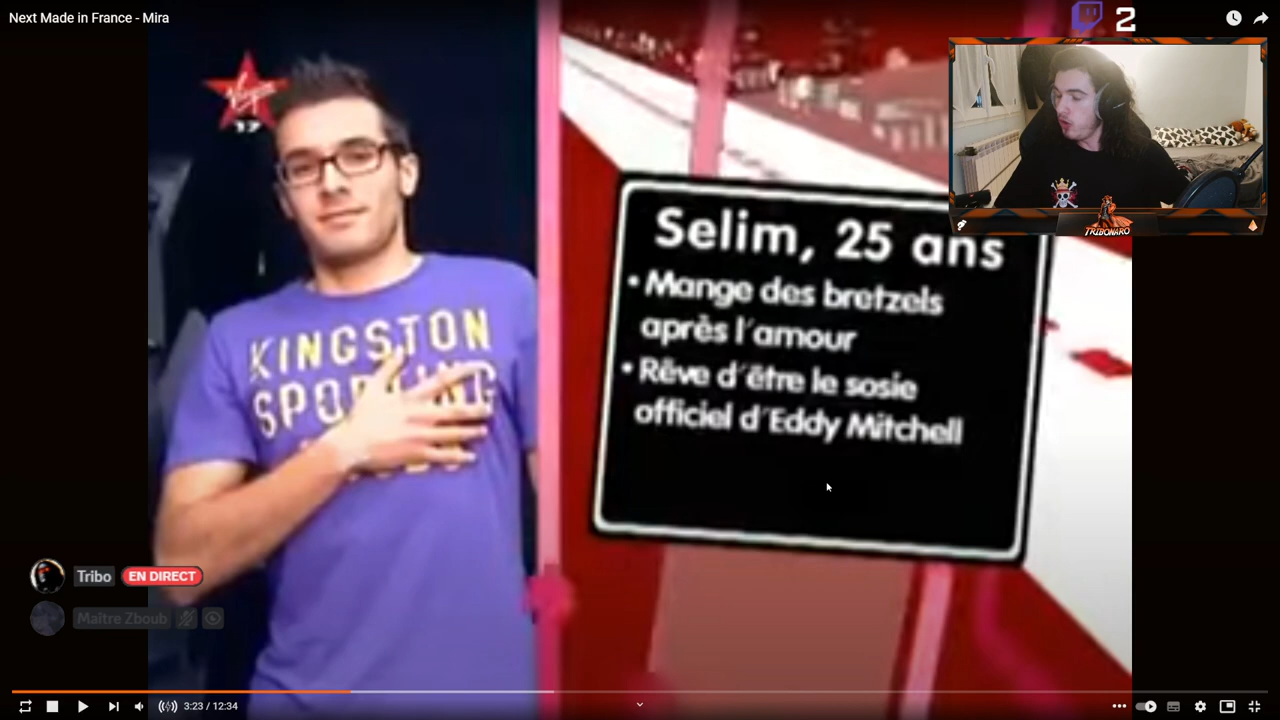 Next Made in France - Mira
2
Virgin
17
TRIBONARO
Selim, 25 ans
• Mange des bretzels
après l'amour
• Rêve d'être le sosie
officiel d'Eddy Mitchell
KINGSTON
Tribo EN DIRECT
Maître Zboub
3:23 / 12:34